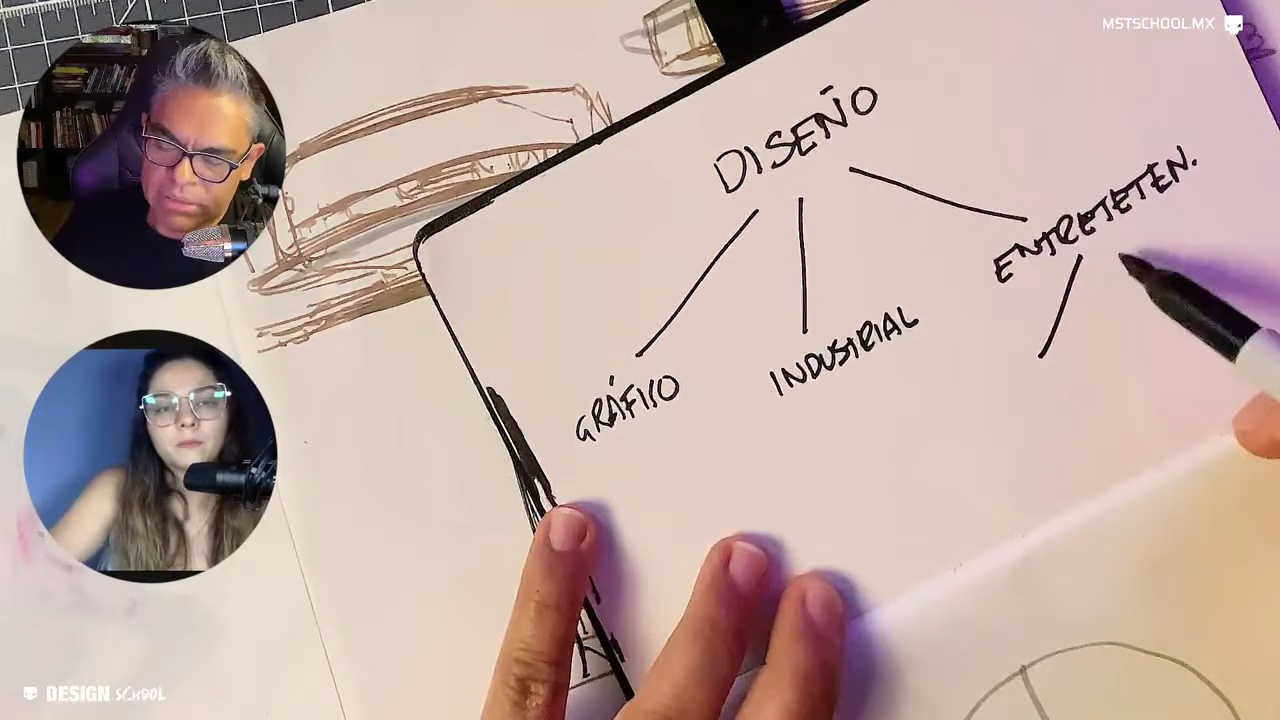 MSTSCHOOL.MX
DISEÑO
ENTRETETEN.
INDUSTRIAL
GRÁFICO
DESIGN SCHOOL